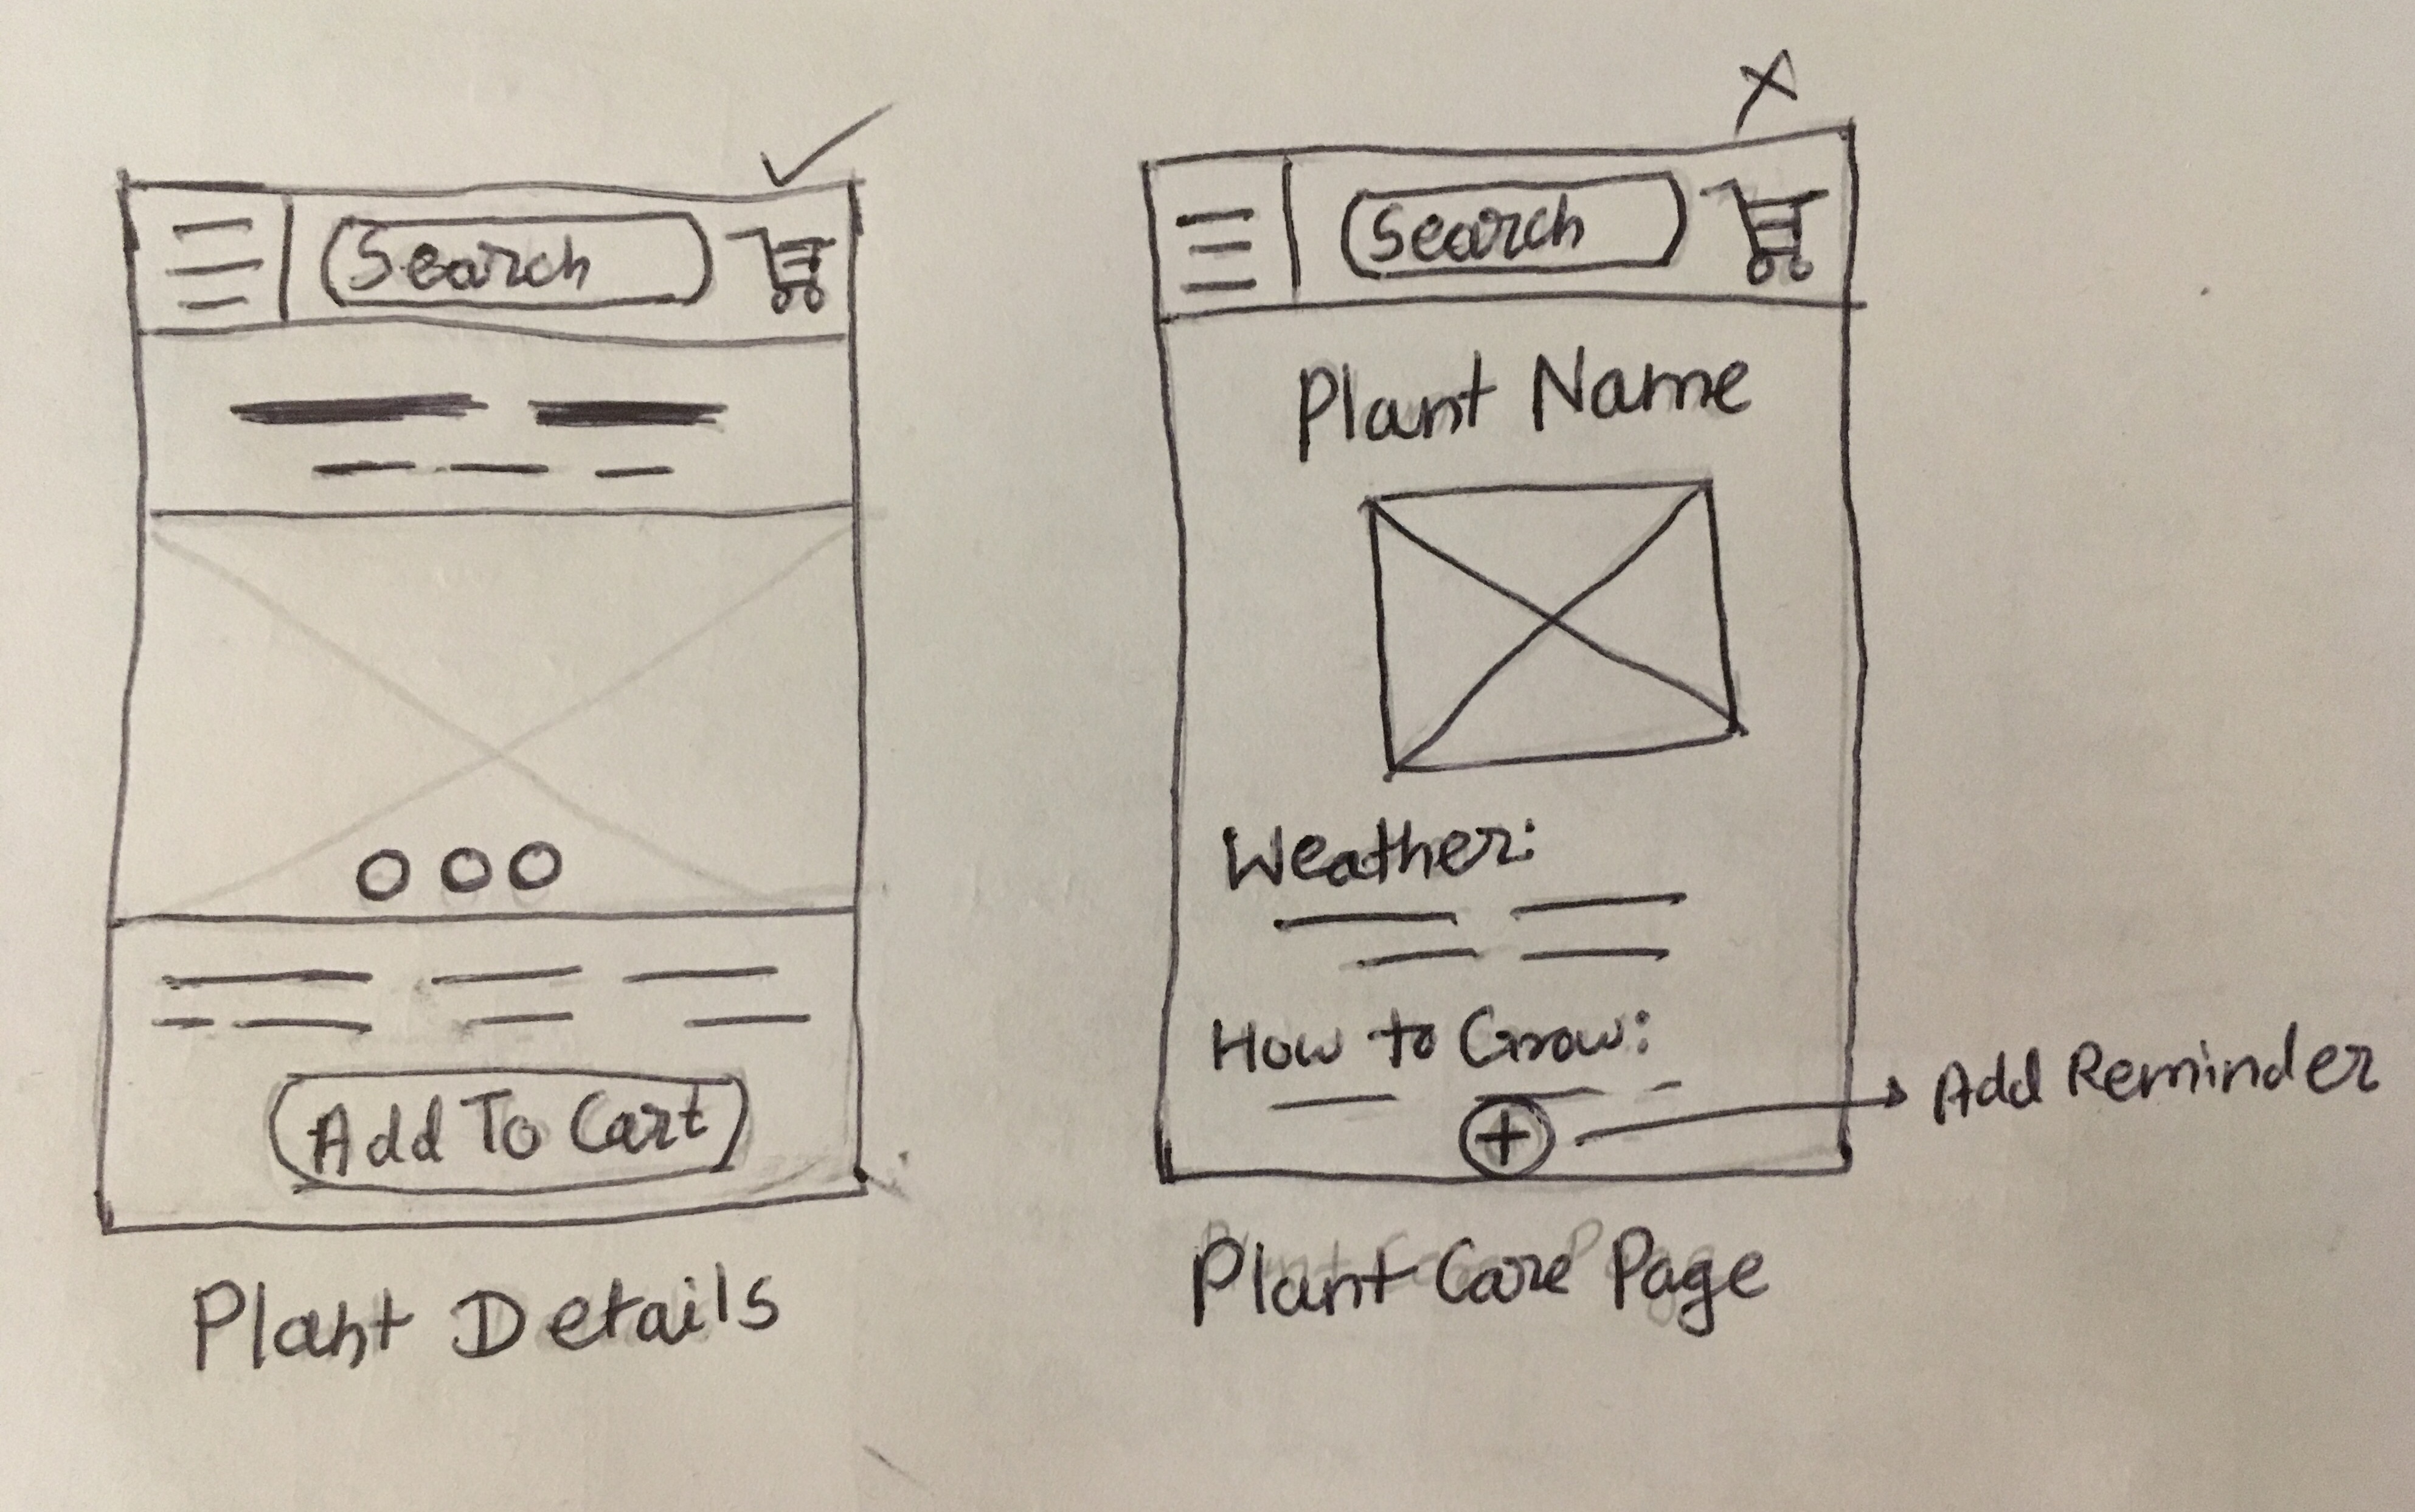 Search
Add To Cart
Plant Details
Search
Plant Name
Weather:
How to Grow:
Add Reminder
Plant Care Page